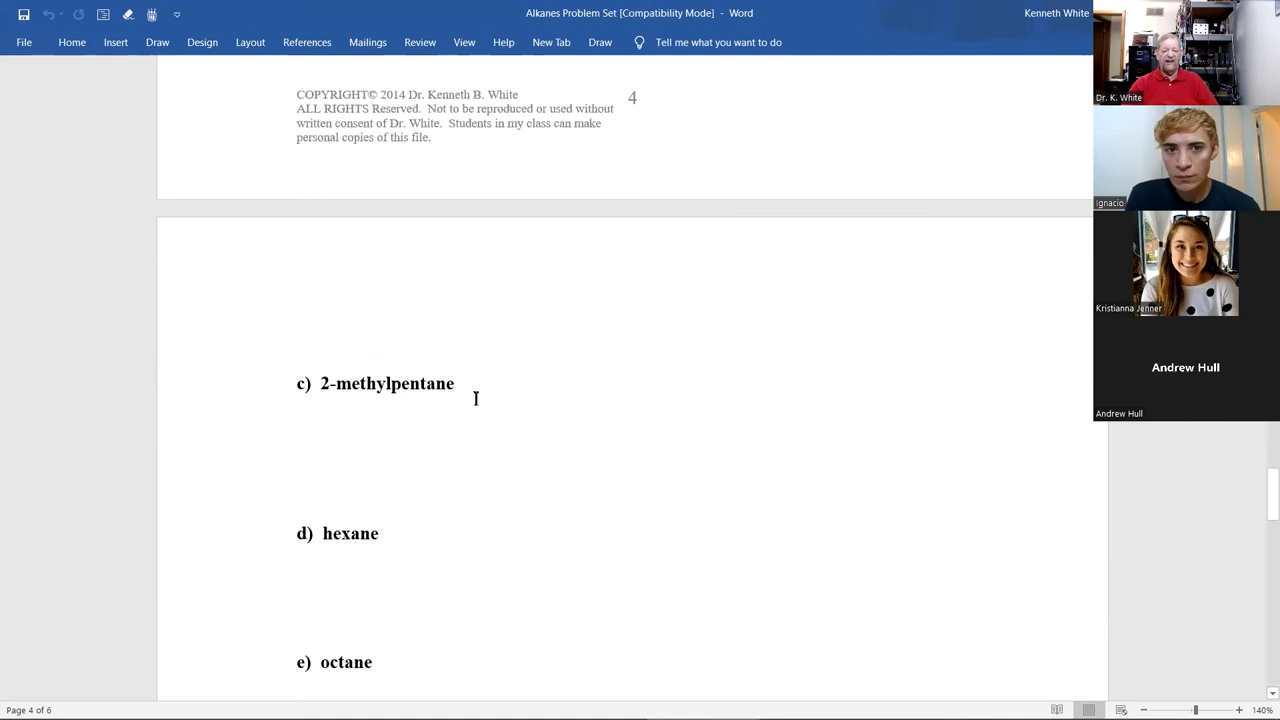 Alkanes Problem Set [Compatibility Mode] - Word
Kenneth White
File Home Insert Draw Design Layout References Mailings Review View Help New Tab Draw Tell me what you want to do
COPYRIGHT© 2014 Dr. Kenneth B. White 4
ALL RIGHTS Reserved. Not to be reproduced or used without
written consent of Dr. White. Students in my class can make
personal copies of this file.
c) 2-methylpentane
d) hexane
e) octane
Dr. K. White
Ignacio
Kristianna Jenner
Andrew Hull
Andrew Hull
Page 4 of 6
140%